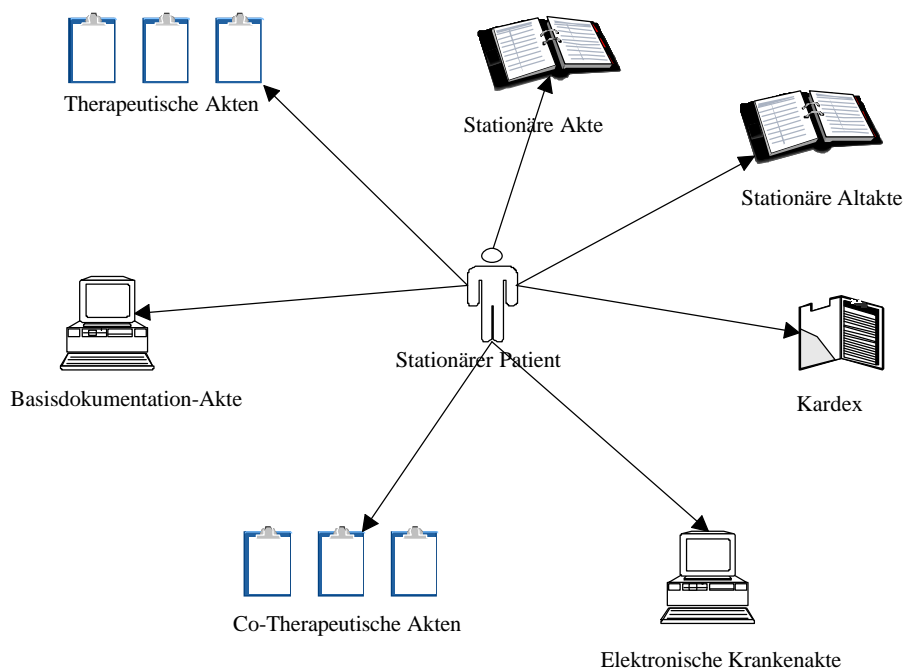 Therapeutische Akten
Stationäre Akte
Stationäre Altakte
Stationärer Patient
Basisdokumentation-Akte
Kardex
Co-Therapeutische Akten
Elektronische Krankenakte